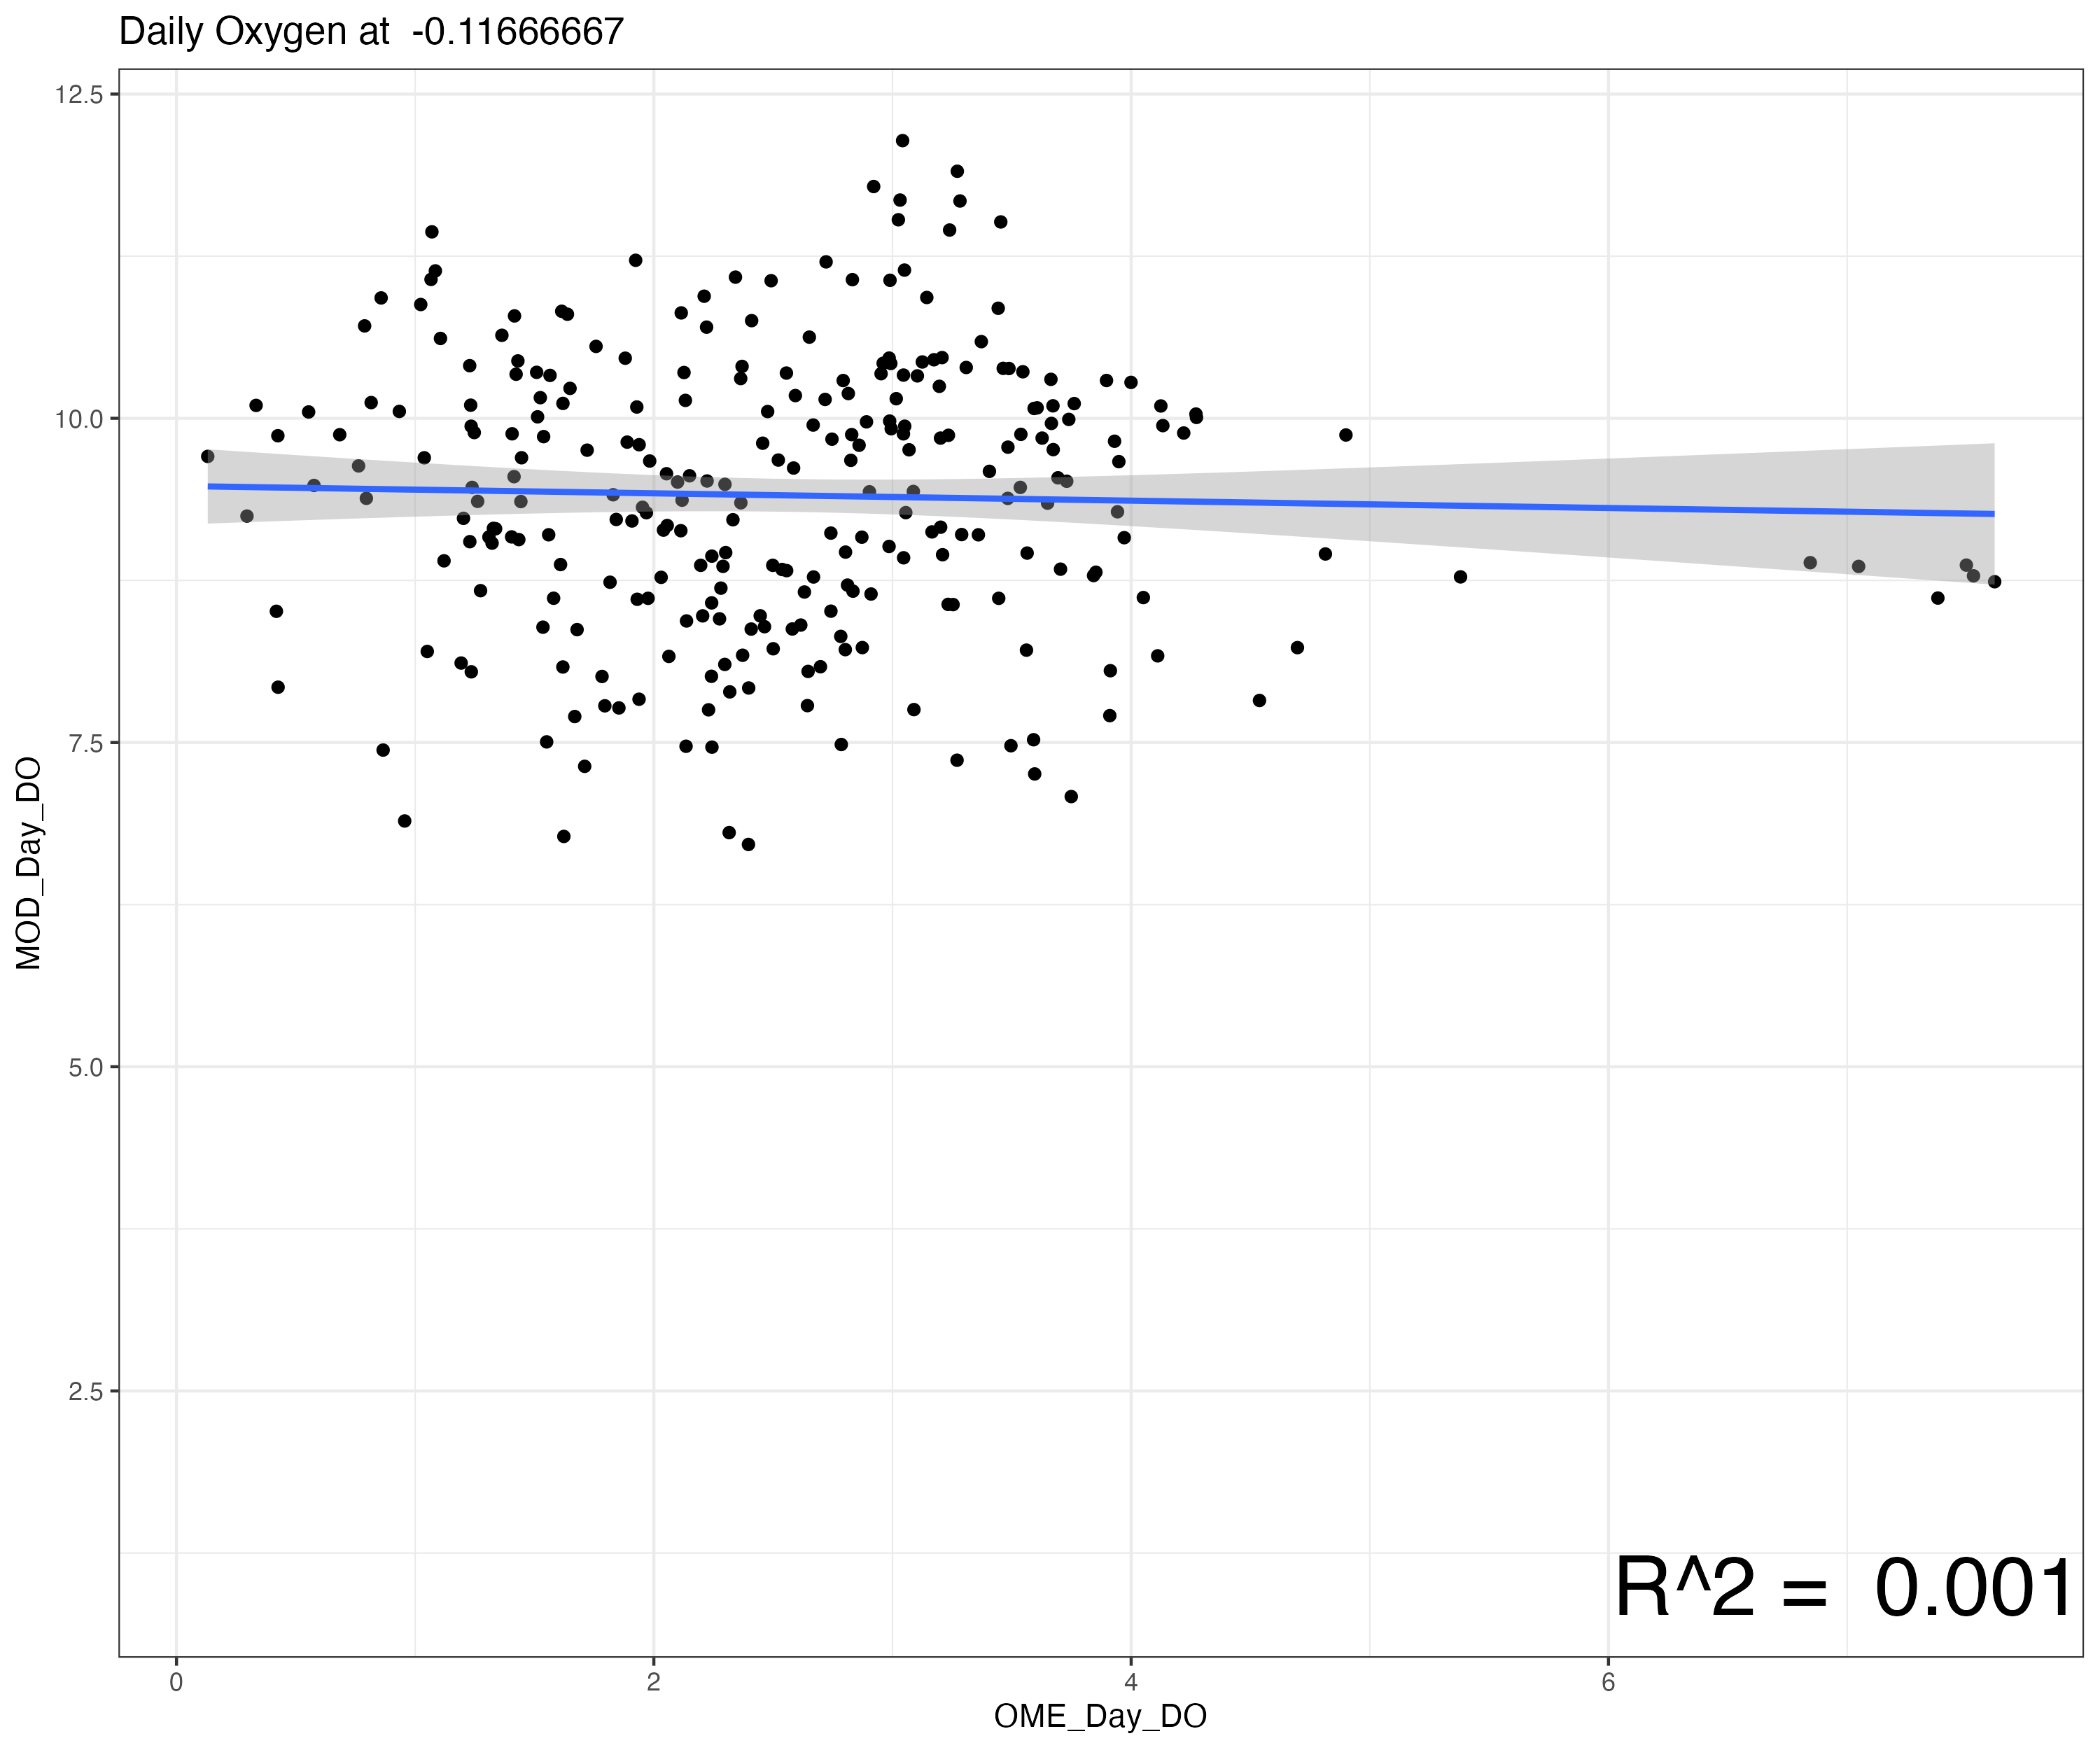 Daily Oxygen at  -0.11666667
12.5
10.0
7.5
5.0
2.5
MOD_Day_DO
R^2 =  0.001
0 2 4 6
OME_Day_DO